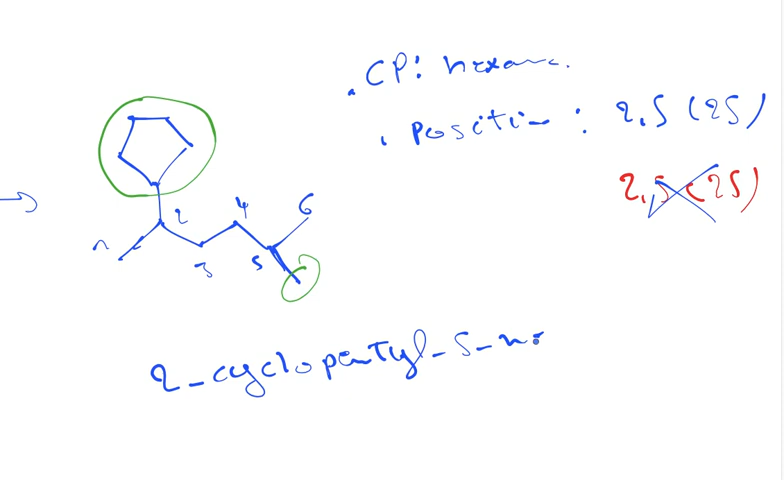 . CP: hexane.
. position : 2,5 (25)
2,5 (25)
1 2 3 4 5 6
2-cyclopentyl-5-